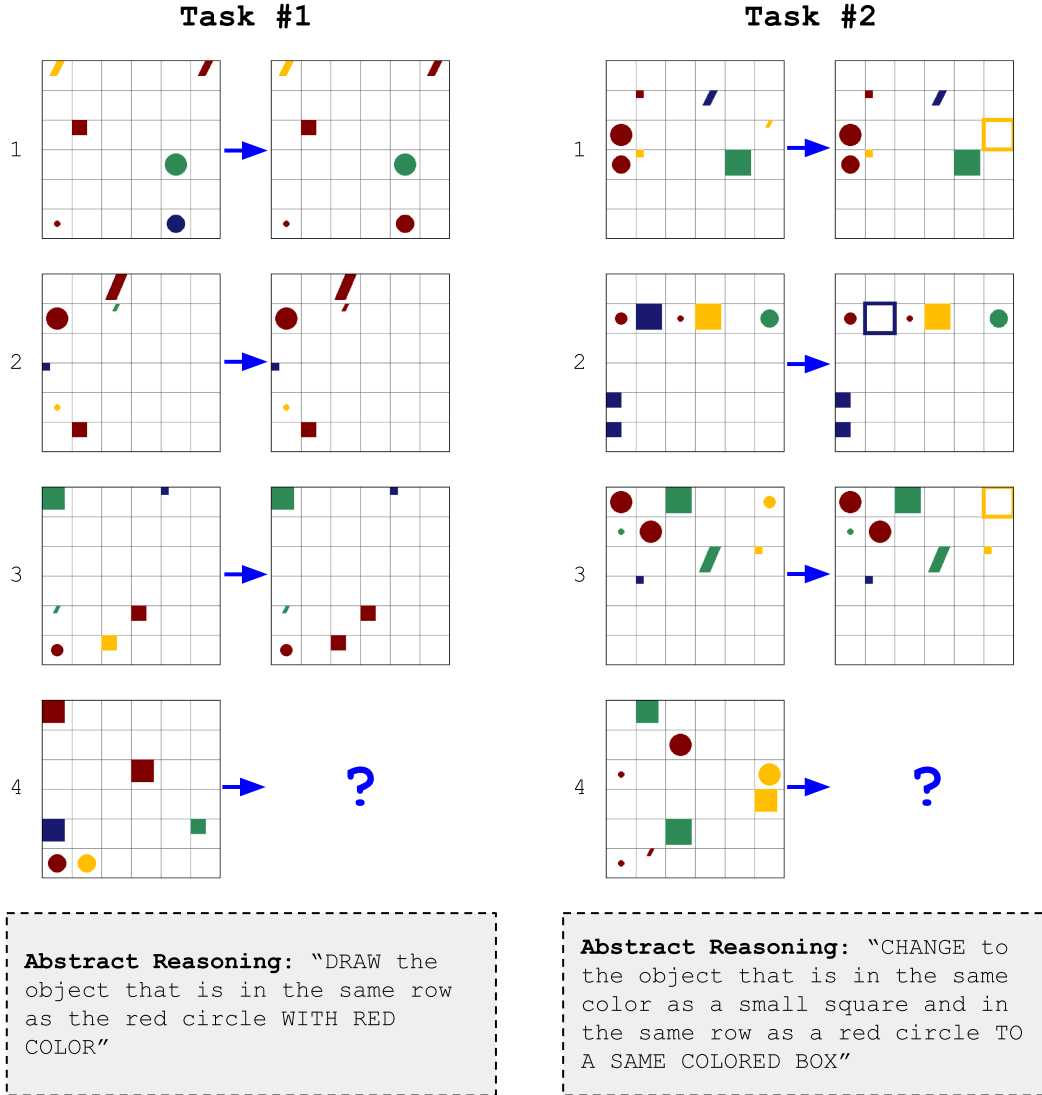 Task #1
Task #2
1
1
2
2
3
3
4
?
4
?
Abstract Reasoning: “DRAW the
object that is in the same row
as the red circle WITH RED
COLOR”
Abstract Reasoning: “CHANGE to
the object that is in the same
color as a small square and in
the same row as a red circle TO
A SAME COLORED BOX”